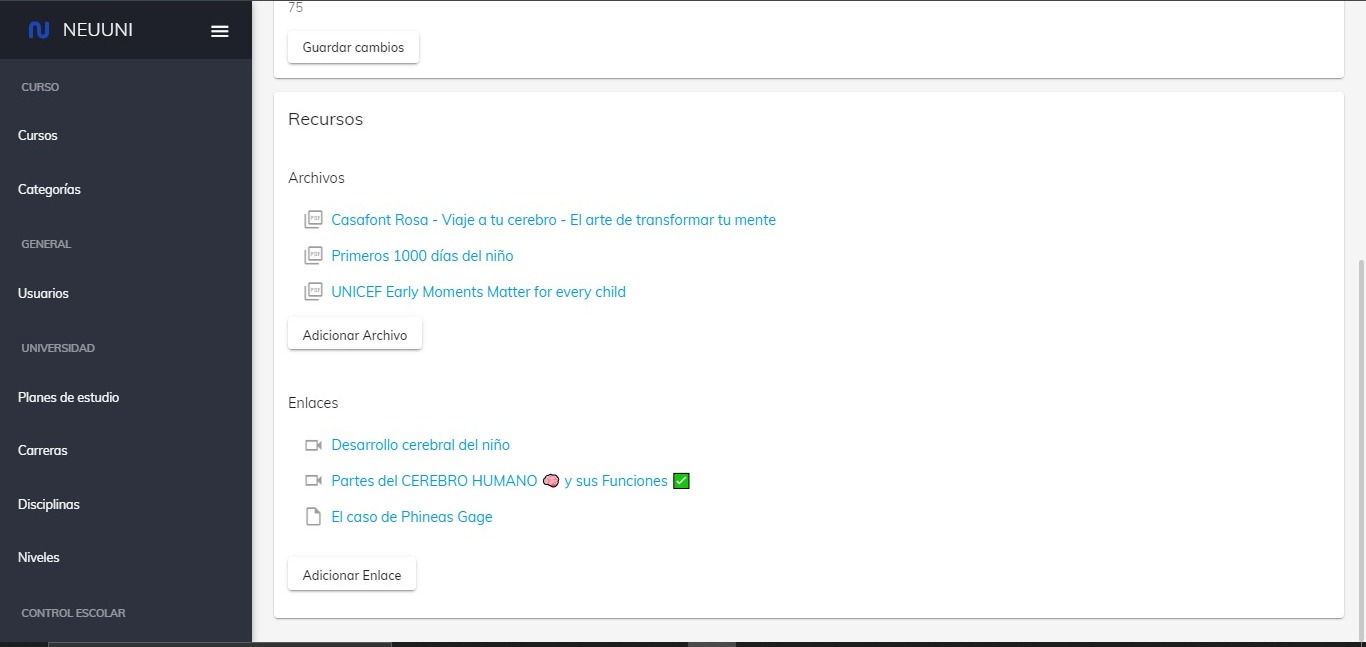 NEUUNI
CURSO
Cursos
Categorías
GENERAL
Usuarios
UNIVERSIDAD
Planes de estudio
Carreras
Disciplinas
Niveles
CONTROL ESCOLAR
75
Guardar cambios
Recursos
Archivos
Casafont Rosa - Viaje a tu cerebro - El arte de transformar tu mente
Primeros 1000 días del niño
UNICEF Early Moments Matter for every child
Adicionar Archivo
Enlaces
Desarrollo cerebral del niño
Partes del CEREBRO HUMANO 🧠 y sus Funciones ✅
El caso de Phineas Gage
Adicionar Enlace